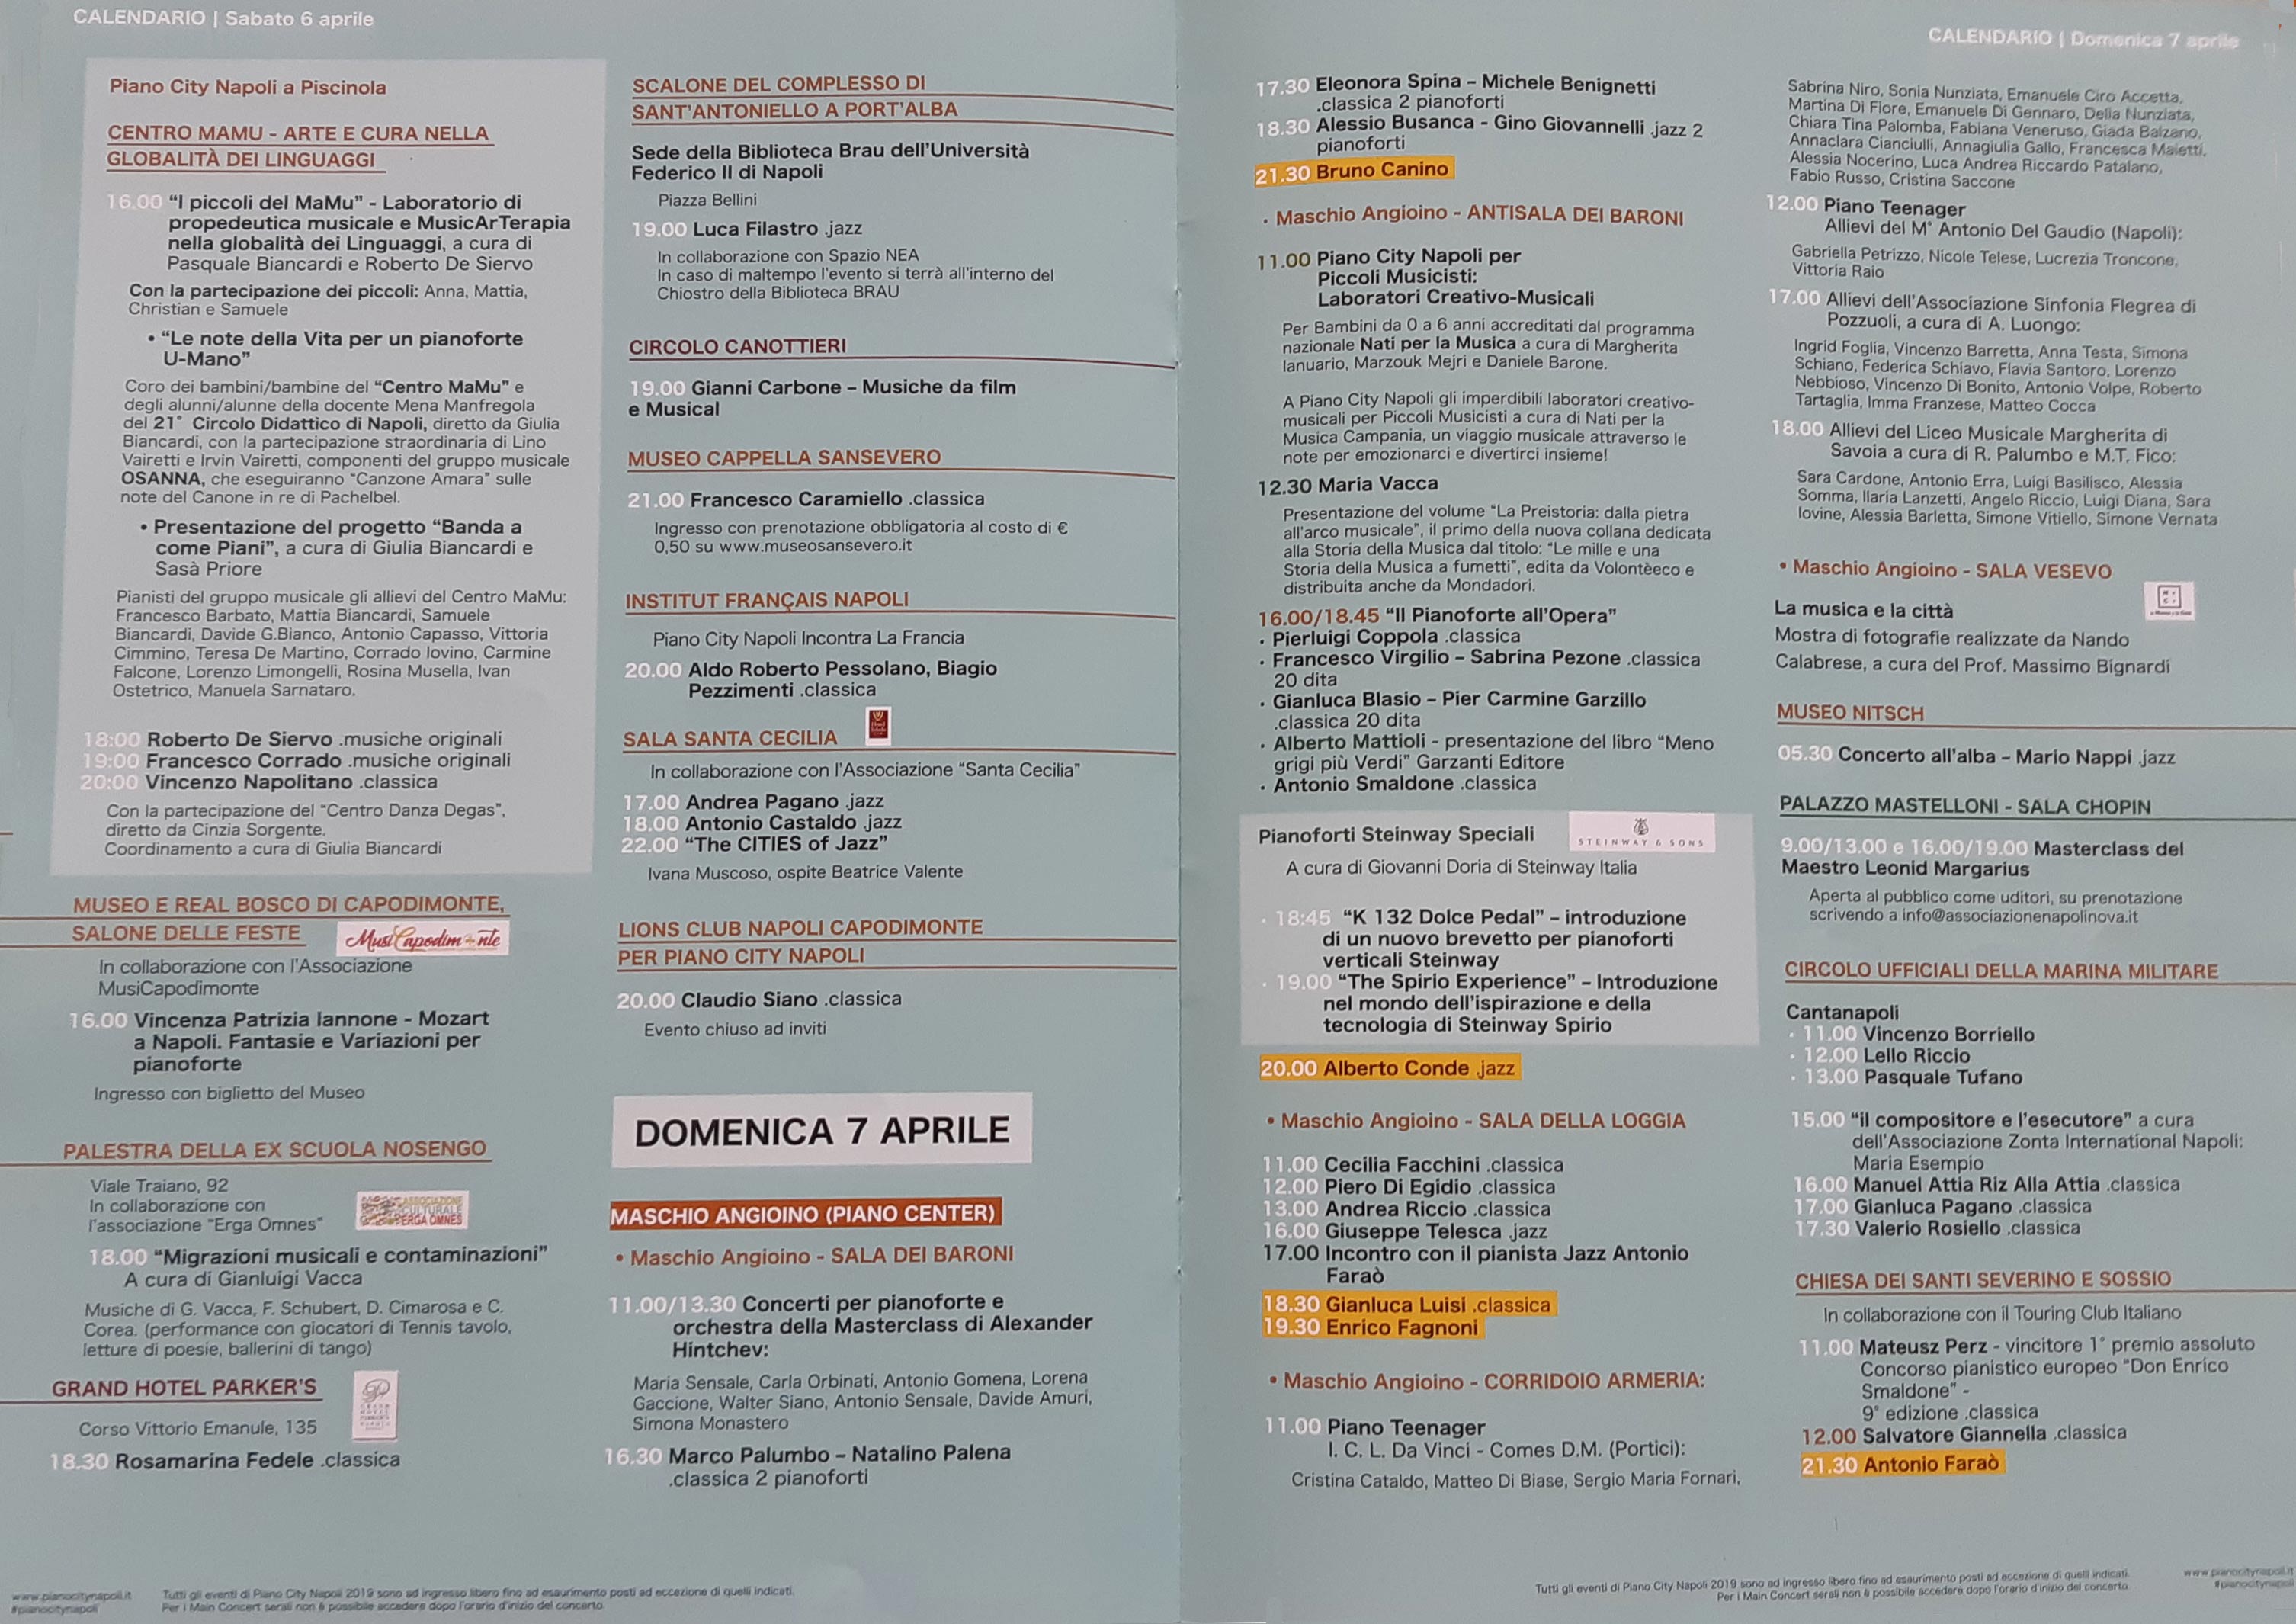 CALENDARIO | Sabato 6 aprile
Piano City Napoli a Piscinola
CENTRO MAMU - ARTE E CURA NELLA
GLOBALITÀ DEI LINGUAGGI
16.00 “I piccoli del MaMu” - Laboratorio di
propedeutica musicale e MusicArTerapia
nella globalità dei Linguaggi, a cura di
Pasquale Biancardi e Roberto De Siervo
Con la partecipazione dei piccoli: Anna, Mattia,
Christian e Samuele
• “Le note della Vita per un pianoforte
U-Mano”
Coro dei bambini/bambine del “Centro MaMu” e
degli alunni/alunne della docente Mena Manfregola
del 21° Circolo Didattico di Napoli, diretto da Giulia
Biancardi, con la partecipazione straordinaria di Lino
Vairetti e Irvin Vairetti, componenti del gruppo musicale
OSANNA, che eseguiranno “Canzone Amara” sulle
note del Canone in re di Pachelbel.
• Presentazione del progetto “Banda a
come Piani”, a cura di Giulia Biancardi e
Sasà Priore
Pianisti del gruppo musicale gli allievi del Centro MaMu:
Francesco Barbato, Mattia Biancardi, Samuele
Biancardi, Davide G.Bianco, Antonio Capasso, Vittoria
Cimmino, Teresa De Martino, Corrado Iovino, Carmine
Falcone, Lorenzo Limongelli, Rosina Musella, Ivan
Ostetrico, Manuela Sarnataro.
18:00 Roberto De Siervo .musiche originali
19:00 Francesco Corrado .musiche originali
20:00 Vincenzo Napolitano .classica
Con la partecipazione del “Centro Danza Degas”,
diretto da Cinzia Sorgente.
Coordinamento a cura di Giulia Biancardi
MUSEO E REAL BOSCO DI CAPODIMONTE,
SALONE DELLE FESTE
MusiCapodimonte
In collaborazione con l'Associazione
MusiCapodimonte
16.00 Vincenza Patrizia Iannone - Mozart
a Napoli. Fantasie e Variazioni per
pianoforte
Ingresso con biglietto del Museo
PALESTRA DELLA EX SCUOLA NOSENGO
Viale Traiano, 92
In collaborazione con
l'associazione “Erga Omnes”
ASSOCIAZIONE
CULTURALE
ERGA OMNES
18.00 “Migrazioni musicali e contaminazioni”
A cura di Gianluigi Vacca
Musiche di G. Vacca, F. Schubert, D. Cimarosa e C.
Corea. (performance con giocatori di Tennis tavolo,
letture di poesie, ballerini di tango)
GRAND HOTEL PARKER'S
Corso Vittorio Emanule, 135
18.30 Rosamarina Fedele .classica
SCALONE DEL COMPLESSO DI
SANT'ANTONIELLO A PORT'ALBA
Sede della Biblioteca Brau dell'Università
Federico II di Napoli
Piazza Bellini
19.00 Luca Filastro .jazz
In collaborazione con Spazio NEA
In caso di maltempo l'evento si terrà all'interno del
Chiostro della Biblioteca BRAU
CIRCOLO CANOTTIERI
19.00 Gianni Carbone – Musiche da film
e Musical
MUSEO CAPPELLA SANSEVERO
21.00 Francesco Caramiello .classica
Ingresso con prenotazione obbligatoria al costo di €
0,50 su www.museosansevero.it
INSTITUT FRANÇAIS NAPOLI
Piano City Napoli Incontra La Francia
20.00 Aldo Roberto Pessolano, Biagio
Pezzimenti .classica
SALA SANTA CECILIA
In collaborazione con l'Associazione “Santa Cecilia”
17.00 Andrea Pagano .jazz
18.00 Antonio Castaldo .jazz
22.00 “The CITIES of Jazz”
Ivana Muscoso, ospite Beatrice Valente
LIONS CLUB NAPOLI CAPODIMONTE
PER PIANO CITY NAPOLI
20.00 Claudio Siano .classica
Evento chiuso ad inviti
DOMENICA 7 APRILE
MASCHIO ANGIOINO (PIANO CENTER)
• Maschio Angioino - SALA DEI BARONI
11.00/13.30 Concerti per pianoforte e
orchestra della Masterclass di Alexander
Hintchev:
Maria Sensale, Carla Orbinati, Antonio Gomena, Lorena
Gaccione, Walter Siano, Antonio Sensale, Davide Amuri,
Simona Monastero
16.30 Marco Palumbo – Natalino Palena
.classica 2 pianoforti
www.pianocitynapoli.it
#pianocitynapoli
Tutti gli eventi di Piano City Napoli 2019 sono ad ingresso libero fino ad esaurimento posti ad eccezione di quelli indicati.
Per i Main Concert serali non è possibile accedere dopo l'orario d'inizio del concerto.
CALENDARIO | Domenica 7 aprile
17.30 Eleonora Spina – Michele Benignetti
.classica 2 pianoforti
18.30 Alessio Busanca - Gino Giovannelli .jazz 2
pianoforti
21.30 Bruno Canino
• Maschio Angioino - ANTISALA DEI BARONI
11.00 Piano City Napoli per
Piccoli Musicisti:
Laboratori Creativo-Musicali
Per Bambini da 0 a 6 anni accreditati dal programma
nazionale Nati per la Musica a cura di Margherita
Ianuario, Marzouk Mejri e Daniele Barone.
A Piano City Napoli gli imperdibili laboratori creativo-
musicali per Piccoli Musicisti a cura di Nati per la
Musica Campania, un viaggio musicale attraverso le
note per emozionarci e divertirci insieme!
12.30 Maria Vacca
Presentazione del volume “La Preistoria: dalla pietra
all'arco musicale”, il primo della nuova collana dedicata
alla Storia della Musica dal titolo: “Le mille e una
Storia della Musica a fumetti”, edita da Volontèeco e
distribuita anche da Mondadori.
16.00/18.45 “Il Pianoforte all'Opera”
• Pierluigi Coppola .classica
• Francesco Virgilio – Sabrina Pezone .classica
20 dita
• Gianluca Blasio – Pier Carmine Garzillo
.classica 20 dita
• Alberto Mattioli - presentazione del libro “Meno
grigi più Verdi” Garzanti Editore
• Antonio Smaldone .classica
Pianoforti Steinway Speciali
STEINWAY & SONS
A cura di Giovanni Doria di Steinway Italia
• 18:45 “K 132 Dolce Pedal” – introduzione
di un nuovo brevetto per pianoforti
verticali Steinway
• 19.00 “The Spirio Experience” – Introduzione
nel mondo dell'ispirazione e della
tecnologia di Steinway Spirio
20.00 Alberto Conde .jazz
• Maschio Angioino - SALA DELLA LOGGIA
11.00 Cecilia Facchini .classica
12.00 Piero Di Egidio .classica
13.00 Andrea Riccio .classica
16.00 Giuseppe Telesca .jazz
17.00 Incontro con il pianista Jazz Antonio
Faraò
18.30 Gianluca Luisi .classica
19.30 Enrico Fagnoni
• Maschio Angioino - CORRIDOIO ARMERIA:
11.00 Piano Teenager
I. C. L. Da Vinci - Comes D.M. (Portici):
Cristina Cataldo, Matteo Di Biase, Sergio Maria Fornari,
Sabrina Niro, Sonia Nunziata, Emanuele Ciro Accetta,
Martina Di Fiore, Emanuele Di Gennaro, Delia Nunziata,
Chiara Tina Palomba, Fabiana Veneruso, Giada Balzano,
Annaclara Cianciulli, Annagiulia Gallo, Francesca Maietti,
Alessia Nocerino, Luca Andrea Riccardo Patalano,
Fabio Russo, Cristina Saccone
12.00 Piano Teenager
Allievi del M° Antonio Del Gaudio (Napoli):
Gabriella Petrizzo, Nicole Telese, Lucrezia Troncone,
Vittoria Raio
17.00 Allievi dell'Associazione Sinfonia Flegrea di
Pozzuoli, a cura di A. Luongo:
Ingrid Foglia, Vincenzo Barretta, Anna Testa, Simona
Schiano, Federica Schiavo, Flavia Santoro, Lorenzo
Nebbioso, Vincenzo Di Bonito, Antonio Volpe, Roberto
Tartaglia, Imma Franzese, Matteo Cocca
18.00 Allievi del Liceo Musicale Margherita di
Savoia a cura di R. Palumbo e M.T. Fico:
Sara Cardone, Antonio Erra, Luigi Basilisco, Alessia
Somma, Ilaria Lanzetti, Angelo Riccio, Luigi Diana, Sara
Iovine, Alessia Barletta, Simone Vitiello, Simone Vernata
• Maschio Angioino - SALA VESEVO
La musica e la città
Mostra di fotografie realizzate da Nando
Calabrese, a cura del Prof. Massimo Bignardi
MUSEO NITSCH
05.30 Concerto all'alba – Mario Nappi .jazz
PALAZZO MASTELLONI - SALA CHOPIN
9.00/13.00 e 16.00/19.00 Masterclass del
Maestro Leonid Margarius
Aperta al pubblico come uditori, su prenotazione
scrivendo a info@associazionenapolinova.it
CIRCOLO UFFICIALI DELLA MARINA MILITARE
Cantanapoli
• 11.00 Vincenzo Borriello
• 12.00 Lello Riccio
• 13.00 Pasquale Tufano
15.00 “il compositore e l'esecutore” a cura
dell'Associazione Zonta International Napoli:
Maria Esempio
16.00 Manuel Attia Riz Alla Attia .classica
17.00 Gianluca Pagano .classica
17.30 Valerio Rosiello .classica
CHIESA DEI SANTI SEVERINO E SOSSIO
In collaborazione con il Touring Club Italiano
11.00 Mateusz Perz - vincitore 1° premio assoluto
Concorso pianistico europeo “Don Enrico
Smaldone” -
9° edizione .classica
12.00 Salvatore Giannella .classica
21.30 Antonio Faraò
Tutti gli eventi di Piano City Napoli 2019 sono ad ingresso libero fino ad esaurimento posti ad eccezione di quelli indicati.
Per i Main Concert serali non è possibile accedere dopo l'orario d'inizio del concerto.
www.pianocitynapoli.it
#pianocitynapoli